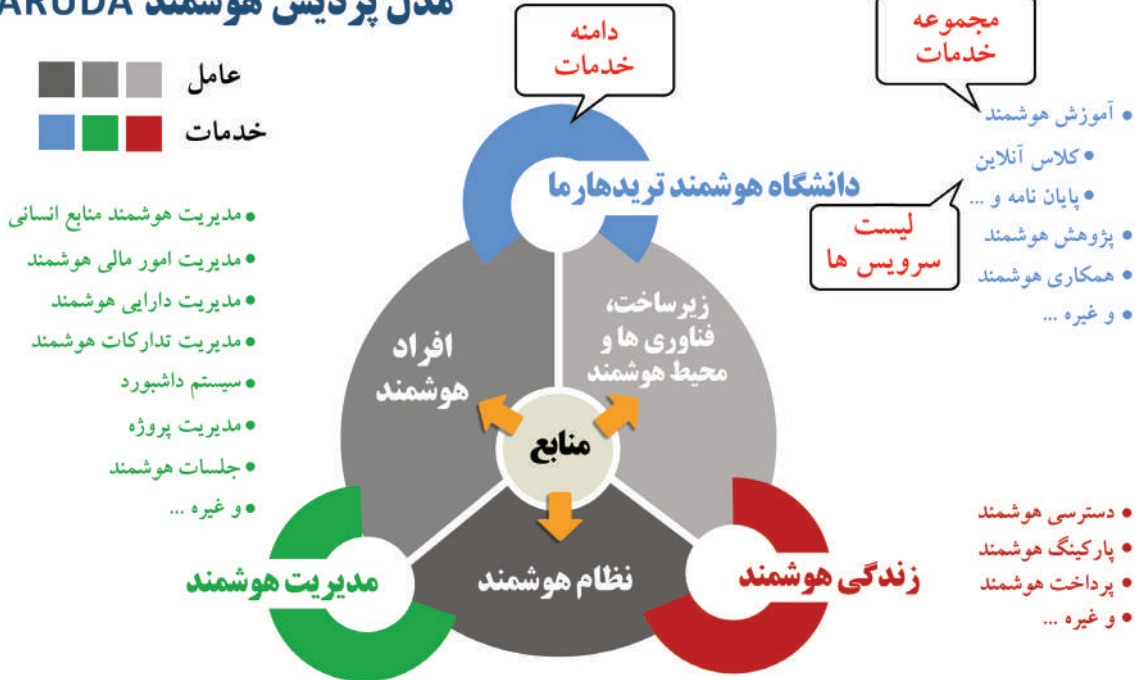 مدل پردیش هوشمند ARUDA
عامل
خدمات
دامنه
خدمات
مجموعه
خدمات
• آموزش هوشمند
• کلاس آنلاین
• پایان نامه و ...
• پژوهش هوشمند
• همکاری هوشمند
• و غیره ...
لیست
سرویس ها
دانشگاه هوشمند تریدهارما
• مدیریت هوشمند منابع انسانی
• مدیریت امور مالی هوشمند
• مدیریت دارایی هوشمند
• مدیریت تدارکات هوشمند
• سیستم داشبورد
• مدیریت پروژه
• جلسات هوشمند
• و غیره ...
زیرساخت،
فناوری ها و
محیط هوشمند
افراد
هوشمند
منابع
نظام هوشمند
مدیریت هوشمند
زندگی هوشمند
• دسترسی هوشمند
• پارکینگ هوشمند
• پرداخت هوشمند
• و غیره ...